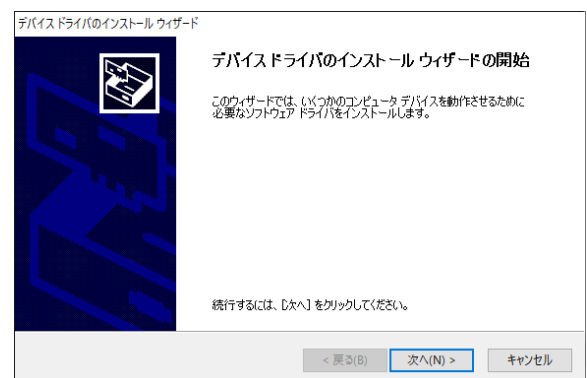 デバイス ドライバのインストール ウィザード
デバイス ドライバのインストール ウィザードの開始
このウィザードでは、いくつかのコンピュータ デバイスを動作させるために
必要なソフトウェア ドライバをインストールします。
続行するには、[次へ] をクリックしてください。
< 戻る(B) 次へ(N) > キャンセル